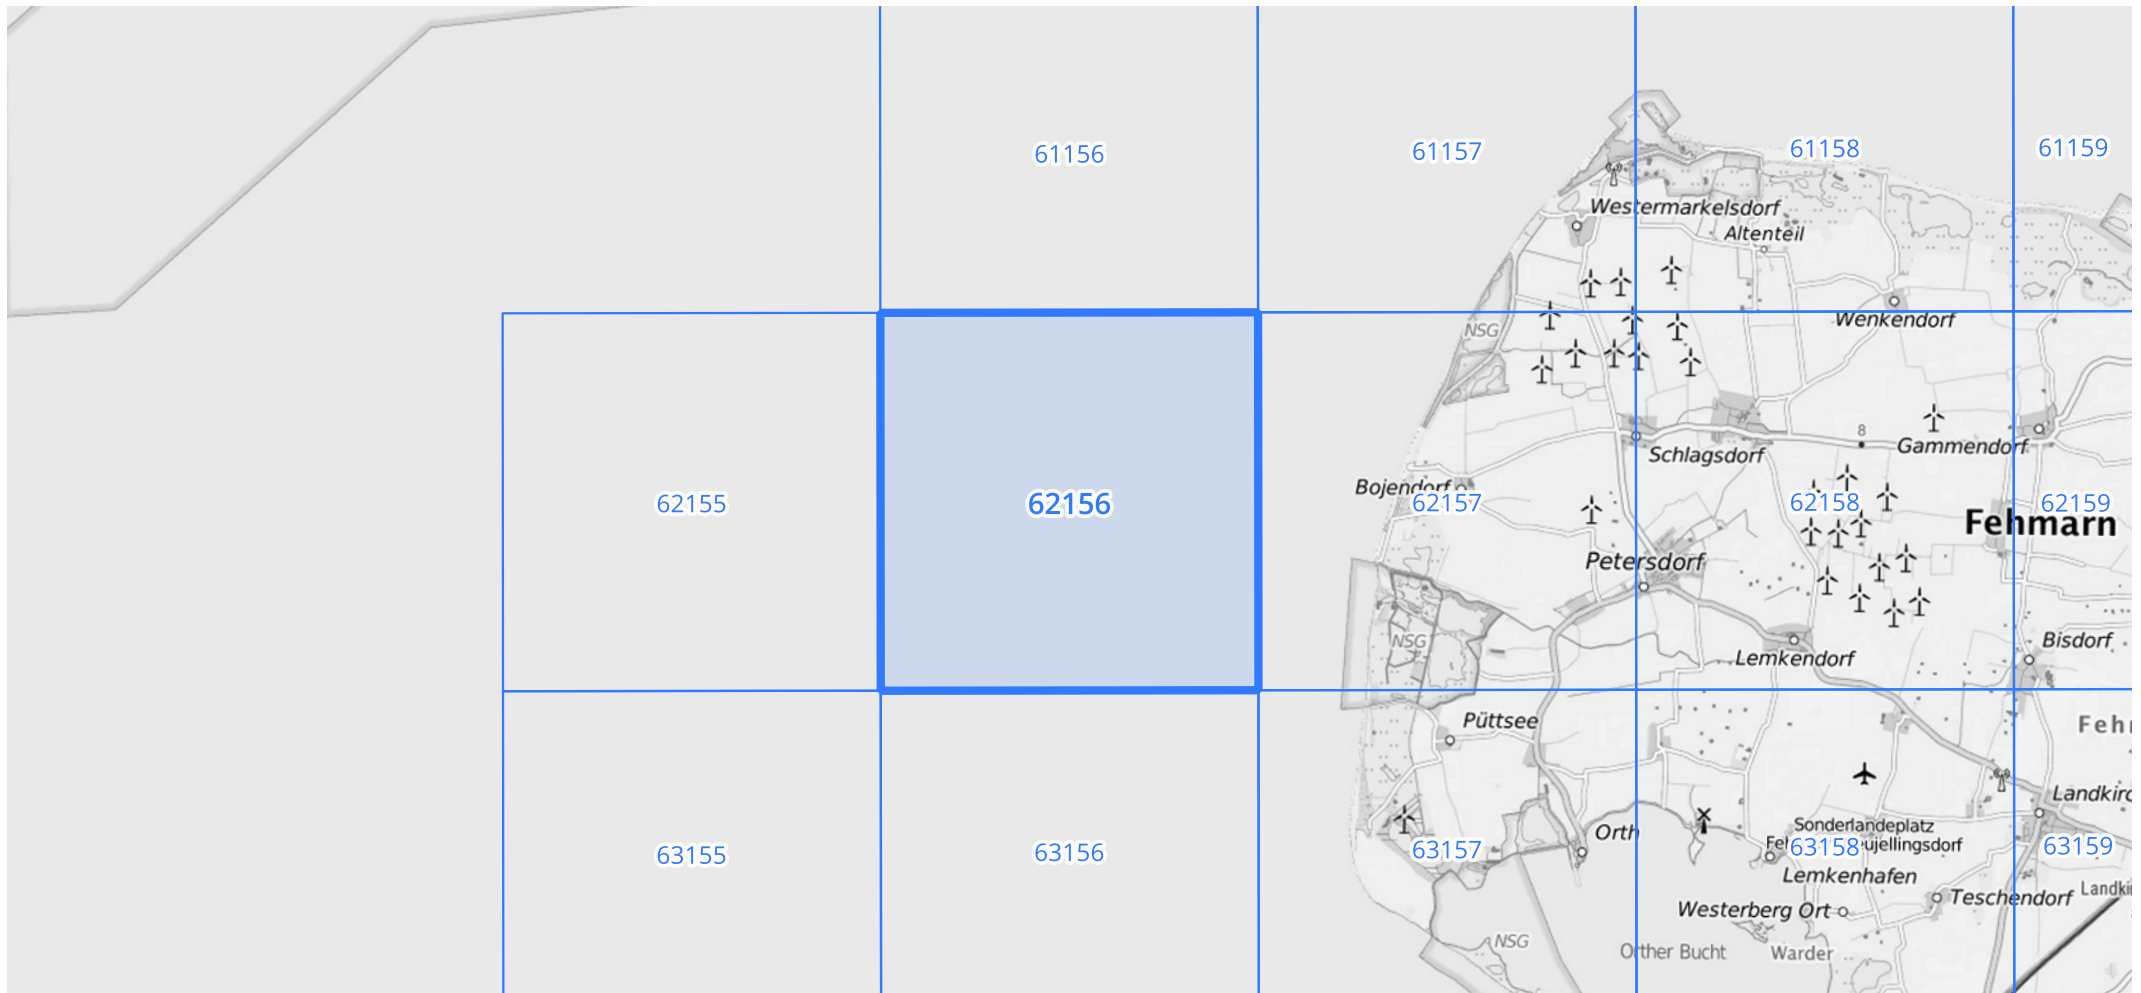 61156
61157
61158
61159
Westermarkelsdorf
Altenteil
NSG
Wenkendorf
8
Schlagsdorf
Gammendorf
Bojendorf
62155
62156
62157
62158
62159
Fehmarn
Petersdorf
NSG
Lemkendorf
Bisdorf
Püttsee
Fehr
Landkirc
Orth
Sonderlandeplatz
Feh ujellingsdorf
63155
63156
63157
63158
63159
Lemkenhafen
Landki
Teschendorf
Westerberg Ort
NSG
Orther Bucht
Warder